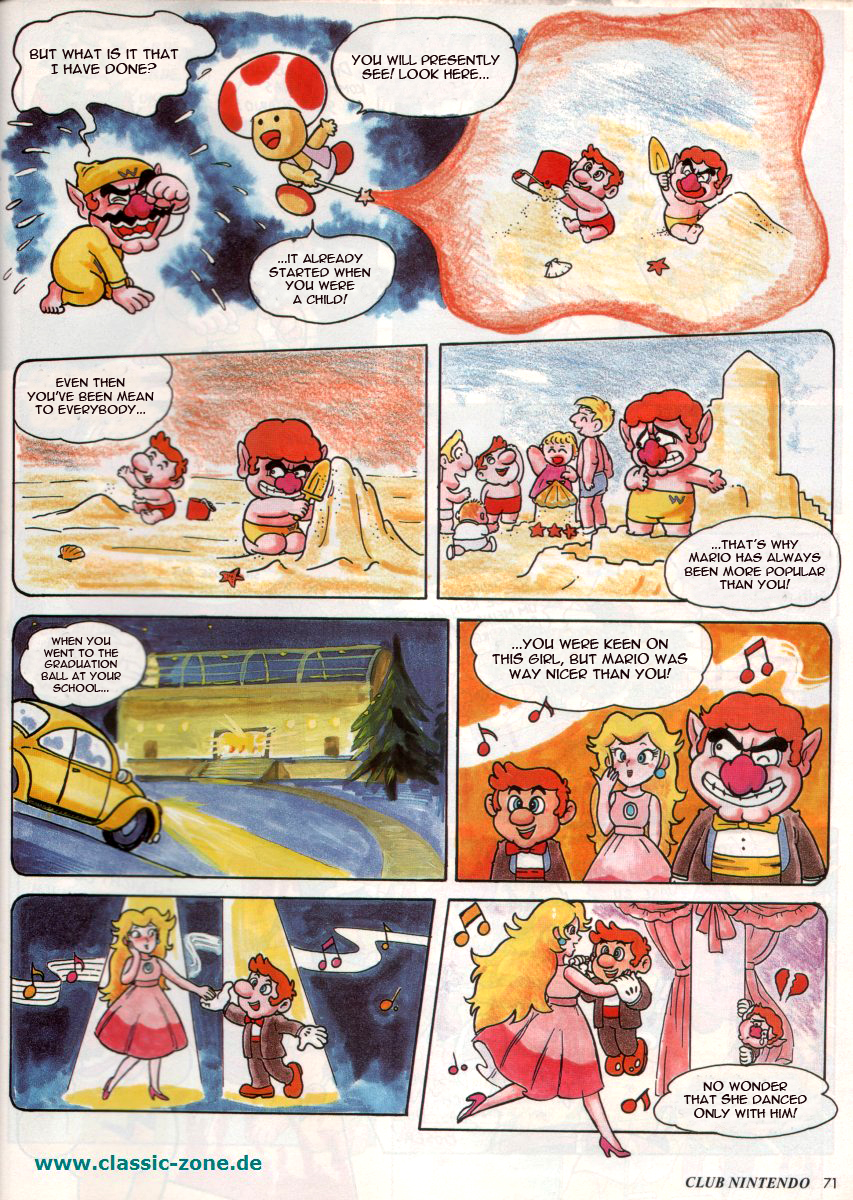 BUT WHAT IS IT THAT
I HAVE DONE?
YOU WILL PRESENTLY
SEE! LOOK HERE...
...IT ALREADY
STARTED WHEN
YOU WERE
A CHILD!
W
EVEN THEN
YOU'VE BEEN MEAN
TO EVERYBODY...
W
...THAT'S WHY
MARIO HAS ALWAYS
BEEN MORE POPULAR
THAN YOU!
WHEN YOU
WENT TO THE
GRADUATION
BALL AT YOUR
SCHOOL...
...YOU WERE KEEN ON
THIS GIRL, BUT MARIO WAS
WAY NICER THAN YOU!
NO WONDER
THAT SHE DANCED
ONLY WITH HIM!
www.classic-zone.de
CLUB NINTENDO 71